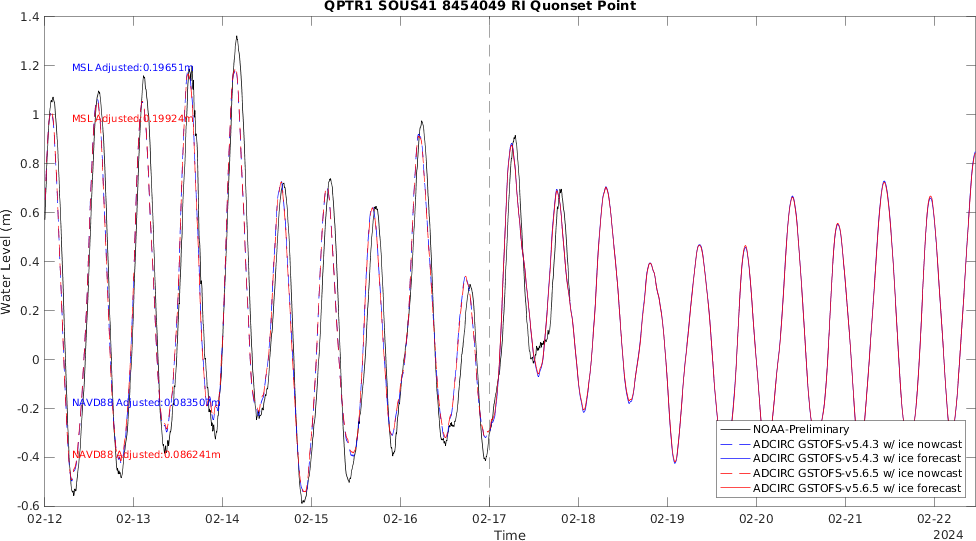 QPTR1 SOUS41 8454049 RI Quonset Point
Water Level (m)
1.4
1.2
1
0.8
0.6
0.4
0.2
0
-0.2
-0.4
-0.6
MSL Adjusted:0.19651m
MSL Adjusted:0.19924m
NAVD88 Adjusted:0.083507m
NAVD88 Adjusted:0.086241m
NOAA-Preliminary
ADCIRC GSTOFS-v5.4.3 w/ ice nowcast
ADCIRC GSTOFS-v5.4.3 w/ ice forecast
ADCIRC GSTOFS-v5.6.5 w/ ice nowcast
ADCIRC GSTOFS-v5.6.5 w/ ice forecast
02-12 02-13 02-14 02-15 02-16 02-17 02-18 02-19 02-20 02-21 02-22
Time
2024